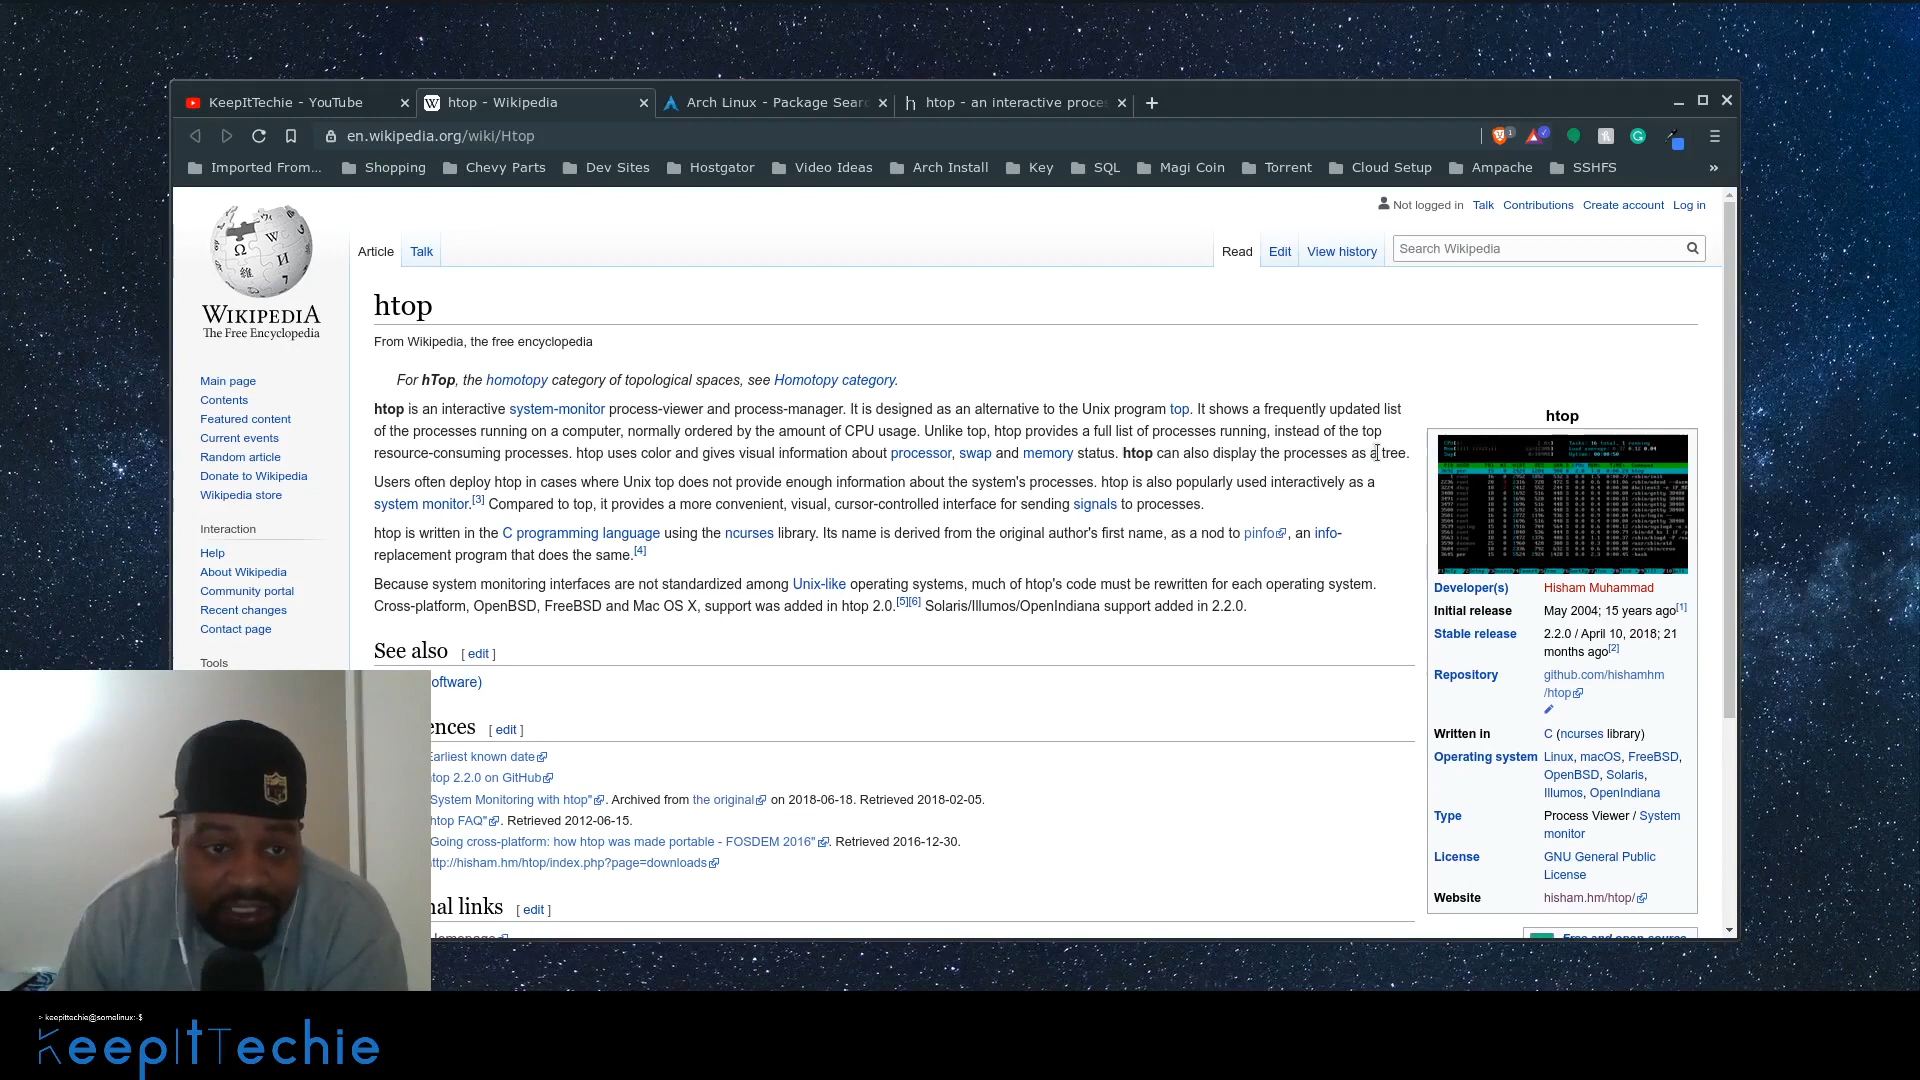 KeepItTechie - YouTube
htop - Wikipedia
Arch Linux - Package Sear
htop - an interactive proce
en.wikipedia.org/wiki/Htop
Imported From... Shopping Chevy Parts Dev Sites Hostgator Video Ideas Arch Install Key SQL Magi Coin Torrent Cloud Setup Ampache SSHFS »
Not logged in Talk Contributions Create account Log in
Article Talk Read Edit View history Search Wikipedia
WIKIPEDIA
The Free Encyclopedia
Main page
Contents
Featured content
Current events
Random article
Donate to Wikipedia
Wikipedia store
Interaction
Help
About Wikipedia
Community portal
Recent changes
Contact page
Tools
htop
From Wikipedia, the free encyclopedia
For hTop, the homotopy category of topological spaces, see Homotopy category.
htop is an interactive system-monitor process-viewer and process-manager. It is designed as an alternative to the Unix program top. It shows a frequently updated list
of the processes running on a computer, normally ordered by the amount of CPU usage. Unlike top, htop provides a full list of processes running, instead of the top
resource-consuming processes. htop uses color and gives visual information about processor, swap and memory status. htop can also display the processes as a tree.
Users often deploy htop in cases where Unix top does not provide enough information about the system's processes. htop is also popularly used interactively as a
system monitor.[3] Compared to top, it provides a more convenient, visual, cursor-controlled interface for sending signals to processes.
htop is written in the C programming language using the ncurses library. Its name is derived from the original author's first name, as a nod to pinfo, an info-
replacement program that does the same.[4]
Because system monitoring interfaces are not standardized among Unix-like operating systems, much of htop's code must be rewritten for each operating system.
Cross-platform, OpenBSD, FreeBSD and Mac OS X, support was added in htop 2.0.[5][6] Solaris/Illumos/OpenIndiana support added in 2.2.0.
See also [ edit ]
oftware)
ences [ edit ]
Earliest known date
htop 2.2.0 on GitHub
System Monitoring with htop". Archived from the original on 2018-06-18. Retrieved 2018-02-05.
htop FAQ". Retrieved 2012-06-15.
Going cross-platform: how htop was made portable - FOSDEM 2016". Retrieved 2016-12-30.
ttp://hisham.hm/htop/index.php?page=downloads
nal links [ edit ]
htop
Developer(s) Hisham Muhammad
Initial release May 2004; 15 years ago[1]
Stable release 2.2.0 / April 10, 2018; 21
months ago[2]
Repository github.com/hishamhm
/htop
Written in C (ncurses library)
Operating system Linux, macOS, FreeBSD,
OpenBSD, Solaris,
Illumos, OpenIndiana
Type Process Viewer / System
monitor
License GNU General Public
License
Website hisham.hm/htop/
Free and open-source
> keepittechie@somelinux:-$
KeepItTechie